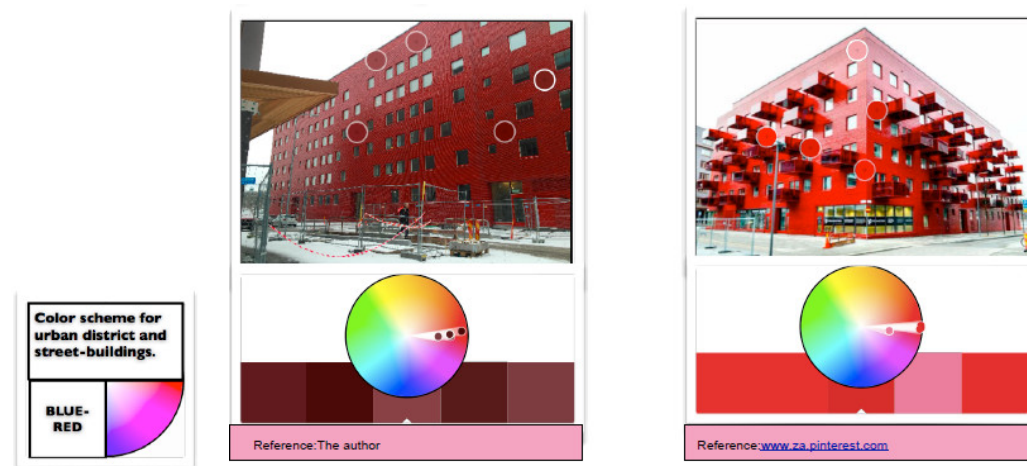 Color scheme for
urban district and
street-buildings.
BLUE-
RED
Reference:The author
Reference:www.za.pinterest.com